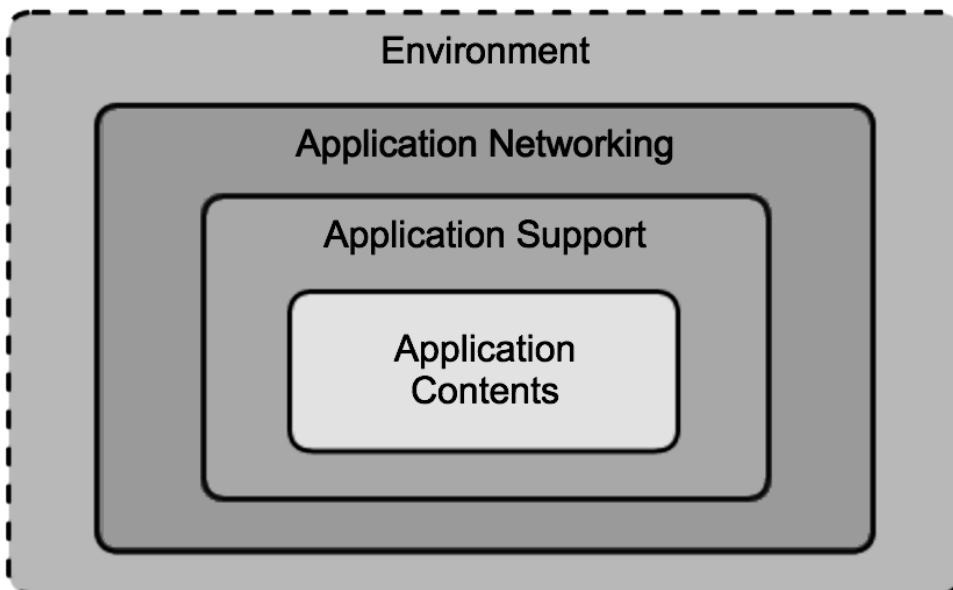 Environment
Application Networking
Application Support
Application
Contents